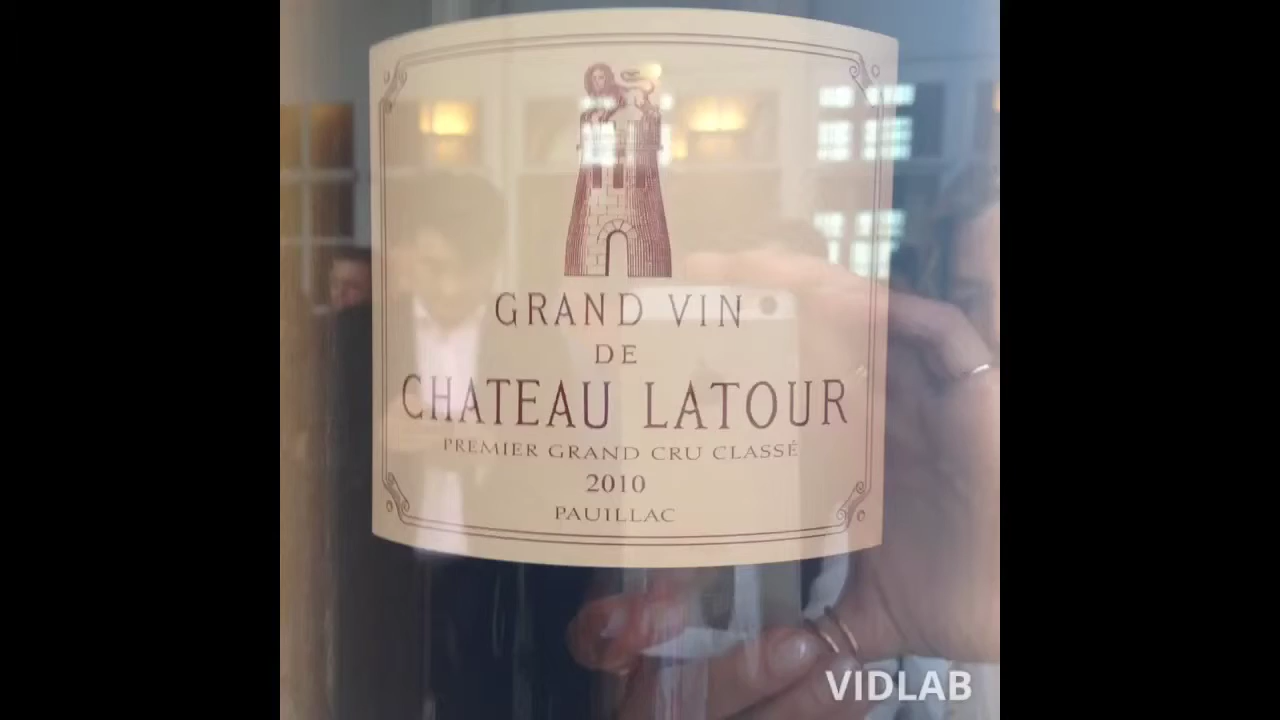 GRAND VIN
DE
CHATEAU LATOUR
PREMIER GRAND CRU CLASSÉ
2010
PAUILLAC
VIDLAB